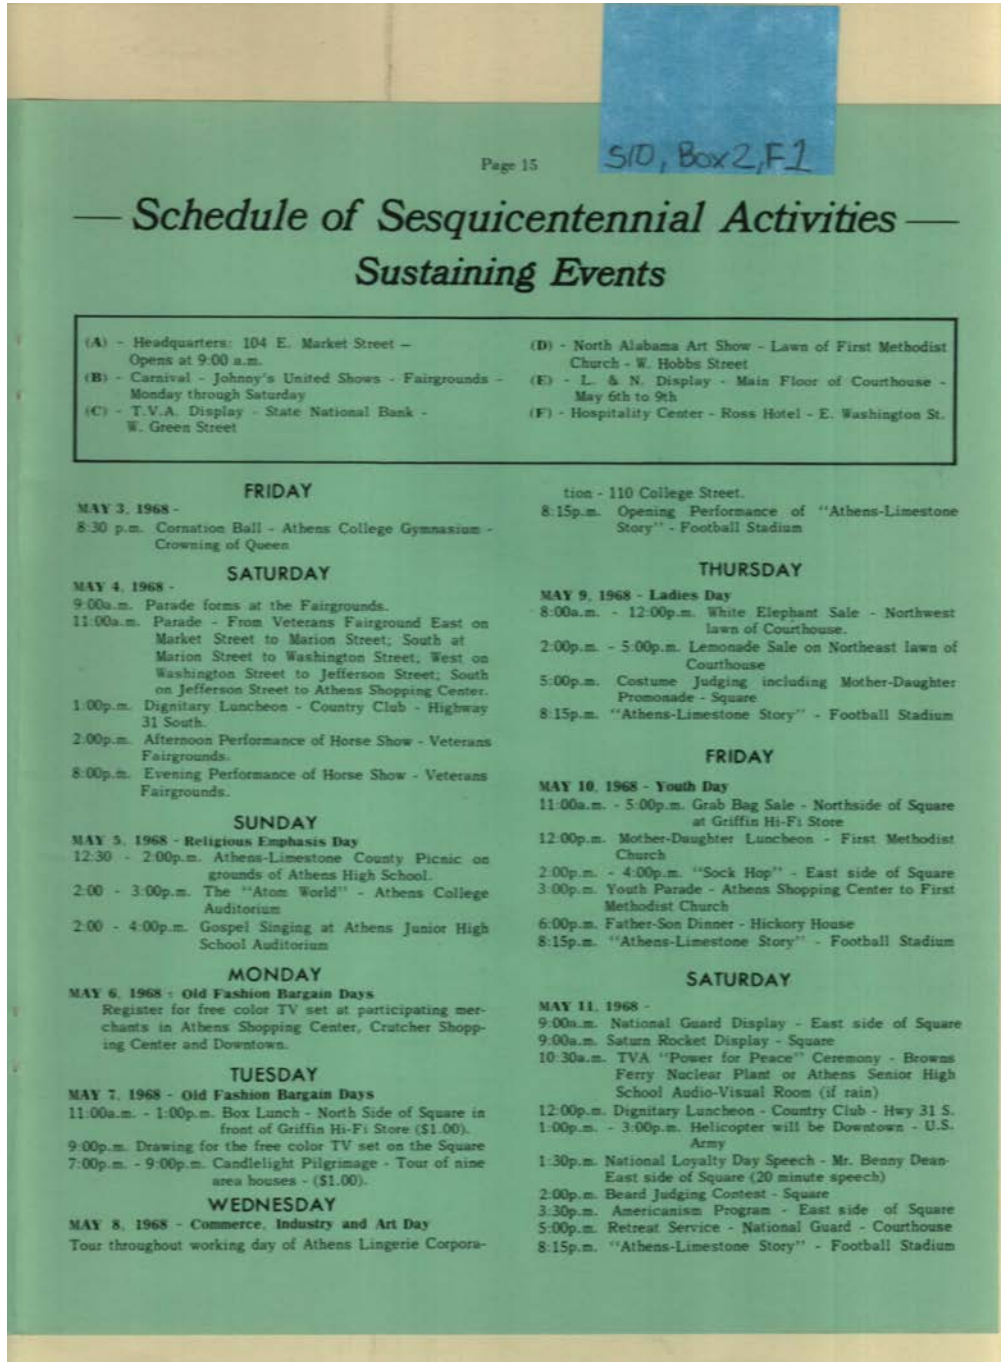 S10, Box 2, F1
Page 15
— Schedule of Sesquicentennial Activities —
Sustaining Events
(A) - Headquarters: 104 E. Market Street —
Opens at 9:00 a.m.
(B) - Carnival - Johnny's United Shows - Fairgrounds -
Monday through Saturday
(C) - T.V.A. Display - State National Bank -
W. Green Street
(D) - North Alabama Art Show - Lawn of First Methodist
Church - W. Hobbs Street
(E) - L. & N. Display - Main Floor of Courthouse -
May 6th to 9th
(F) - Hospitality Center - Ross Hotel - E. Washington St.
FRIDAY
MAY 3, 1968 -
8:30 p.m. Cornation Ball - Athens College Gymnasium -
Crowning of Queen
SATURDAY
MAY 4, 1968 -
9:00a.m. Parade forms at the Fairgrounds.
11:00a.m. Parade - From Veterans Fairground East on
Market Street to Marion Street; South at
Marion Street to Washington Street; West on
Washington Street to Jefferson Street; South
on Jefferson Street to Athens Shopping Center.
1:00p.m. Dignitary Luncheon - Country Club - Highway
31 South.
2:00p.m. Afternoon Performance of Horse Show - Veterans
Fairgrounds.
8:00p.m. Evening Performance of Horse Show - Veterans
Fairgrounds.
SUNDAY
MAY 5, 1968 - Religious Emphasis Day
12:30 - 2:00p.m. Athens-Limestone County Picnic on
grounds of Athens High School.
2:00 - 3:00p.m. The "Atom World" - Athens College
Auditorium
2:00 - 4:00p.m. Gospel Singing at Athens Junior High
School Auditorium
MONDAY
MAY 6, 1968 - Old Fashion Bargain Days
Register for free color TV set at participating mer-
chants in Athens Shopping Center, Crutcher Shopp-
ing Center and Downtown.
TUESDAY
MAY 7, 1968 - Old Fashion Bargain Days
11:00a.m. - 1:00p.m. Box Lunch - North Side of Square in
front of Griffin Hi-Fi Store ($1.00).
9:00p.m. Drawing for the free color TV set on the Square
7:00p.m. - 9:00p.m. Candlelight Pilgrimage - Tour of nine
area houses - ($1.00).
WEDNESDAY
MAY 8, 1968 - Commerce, Industry and Art Day
Tour throughout working day of Athens Lingerie Corpora-
tion - 110 College Street.
8:15p.m. Opening Performance of "Athens-Limestone
Story" - Football Stadium
THURSDAY
MAY 9, 1968 - Ladies Day
8:00a.m. - 12:00p.m. White Elephant Sale - Northwest
lawn of Courthouse.
2:00p.m. - 5:00p.m. Lemonade Sale on Northeast lawn of
Courthouse
5:00p.m. Costume Judging including Mother-Daughter
Promonade - Square
8:15p.m. "Athens-Limestone Story" - Football Stadium
FRIDAY
MAY 10, 1968 - Youth Day
11:00a.m. - 5:00p.m. Grab Bag Sale - Northside of Square
at Griffin Hi-Fi Store
12:00p.m. Mother-Daughter Luncheon - First Methodist
Church
2:00p.m. - 4:00p.m. "Sock Hop" - East side of Square
3:00p.m. Youth Parade - Athens Shopping Center to First
Methodist Church
6:00p.m. Father-Son Dinner - Hickory House
8:15p.m. "Athens-Limestone Story" - Football Stadium
SATURDAY
MAY 11, 1968 -
9:00a.m. National Guard Display - East side of Square
9:00a.m. Saturn Rocket Display - Square
10:30a.m. TVA "Power for Peace" Ceremony - Browns
Ferry Nuclear Plant or Athens Senior High
School Audio-Visual Room (if rain)
12:00p.m. Dignitary Luncheon - Country Club - Hwy 31 S.
1:00p.m. - 3:00p.m. Helicopter will be Downtown - U.S.
Army
1:30p.m. National Loyalty Day Speech - Mr. Benny Dean-
East side of Square (20 minute speech)
2:00p.m. Beard Judging Contest - Square
3:30p.m. Americanism Program - East side of Square
5:00p.m. Retreat Service - National Guard - Courthouse
8:15p.m. "Athens-Limestone Story" - Football Stadium